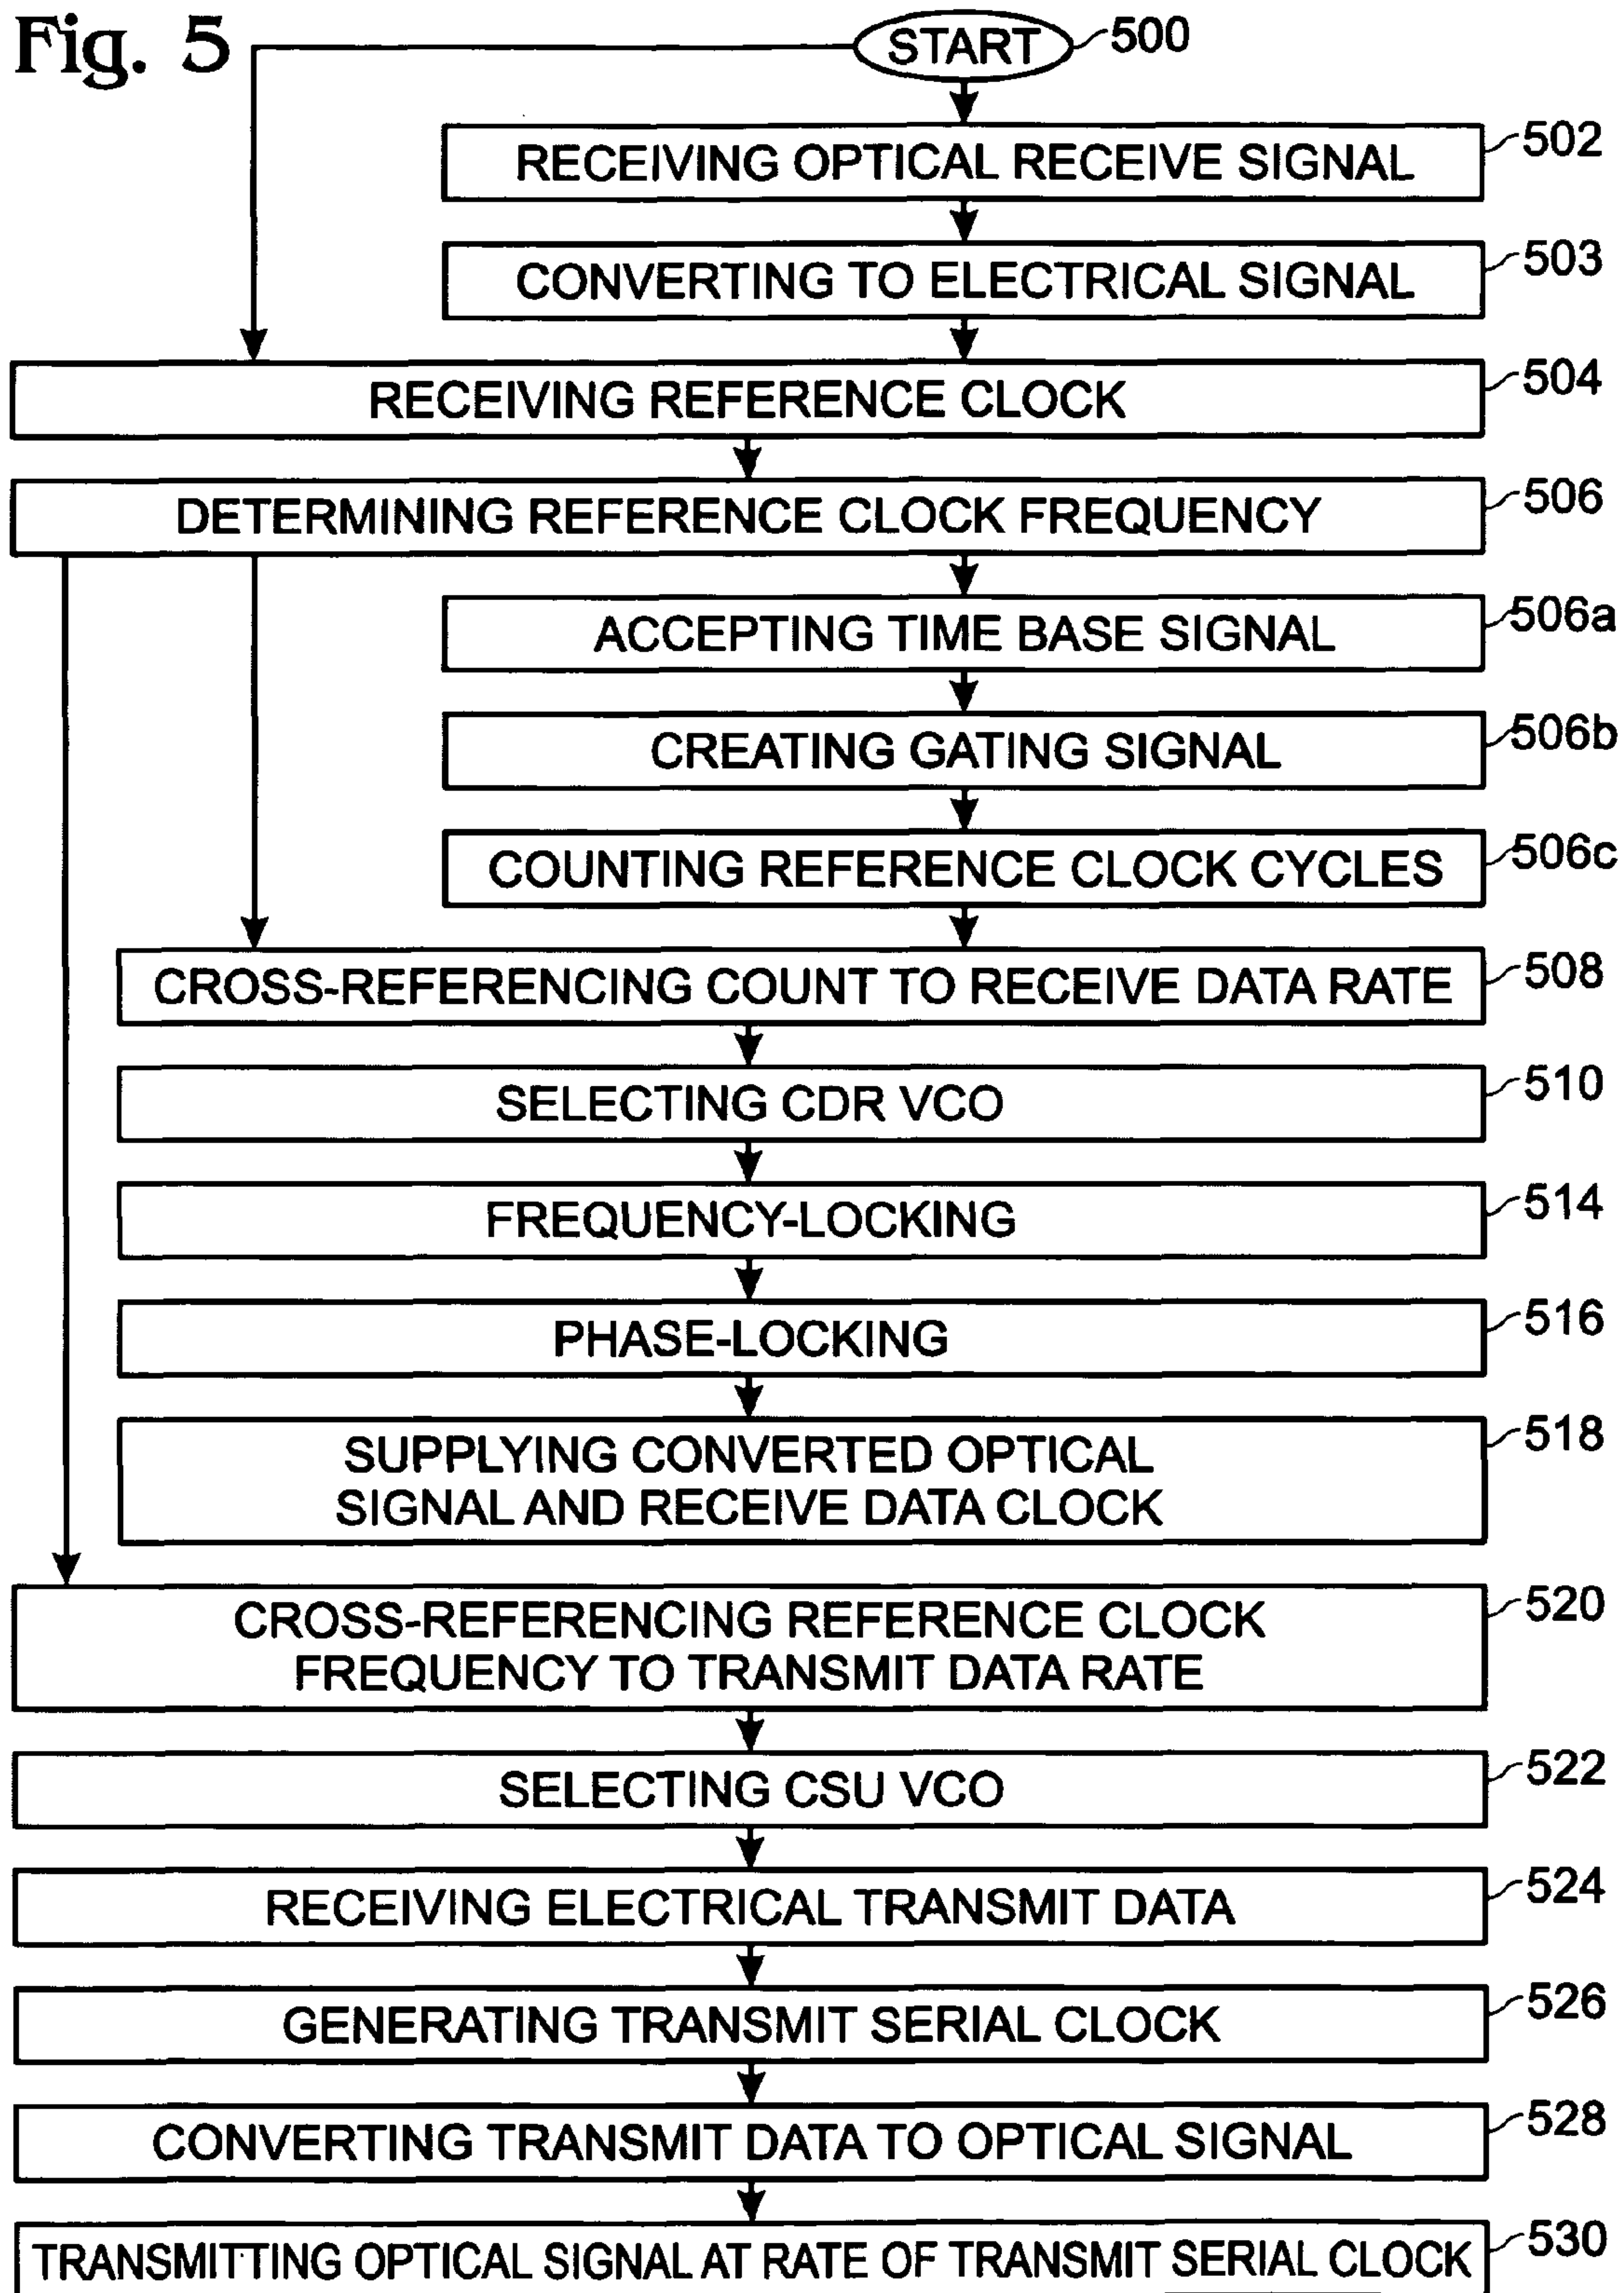 Fig. 5
START 500
RECEIVING OPTICAL RECEIVE SIGNAL 502
CONVERTING TO ELECTRICAL SIGNAL 503
RECEIVING REFERENCE CLOCK 504
DETERMINING REFERENCE CLOCK FREQUENCY 506
ACCEPTING TIME BASE SIGNAL 506a
CREATING GATING SIGNAL 506b
COUNTING REFERENCE CLOCK CYCLES 506c
CROSS-REFERENCING COUNT TO RECEIVE DATA RATE 508
SELECTING CDR VCO 510
FREQUENCY-LOCKING 514
PHASE-LOCKING 516
SUPPLYING CONVERTED OPTICAL 518
SIGNAL AND RECEIVE DATA CLOCK
CROSS-REFERENCING REFERENCE CLOCK 520
FREQUENCY TO TRANSMIT DATA RATE
SELECTING CSU VCO 522
RECEIVING ELECTRICAL TRANSMIT DATA 524
GENERATING TRANSMIT SERIAL CLOCK 526
CONVERTING TRANSMIT DATA TO OPTICAL SIGNAL 528
TRANSMITTING OPTICAL SIGNAL AT RATE OF TRANSMIT SERIAL CLOCK 530